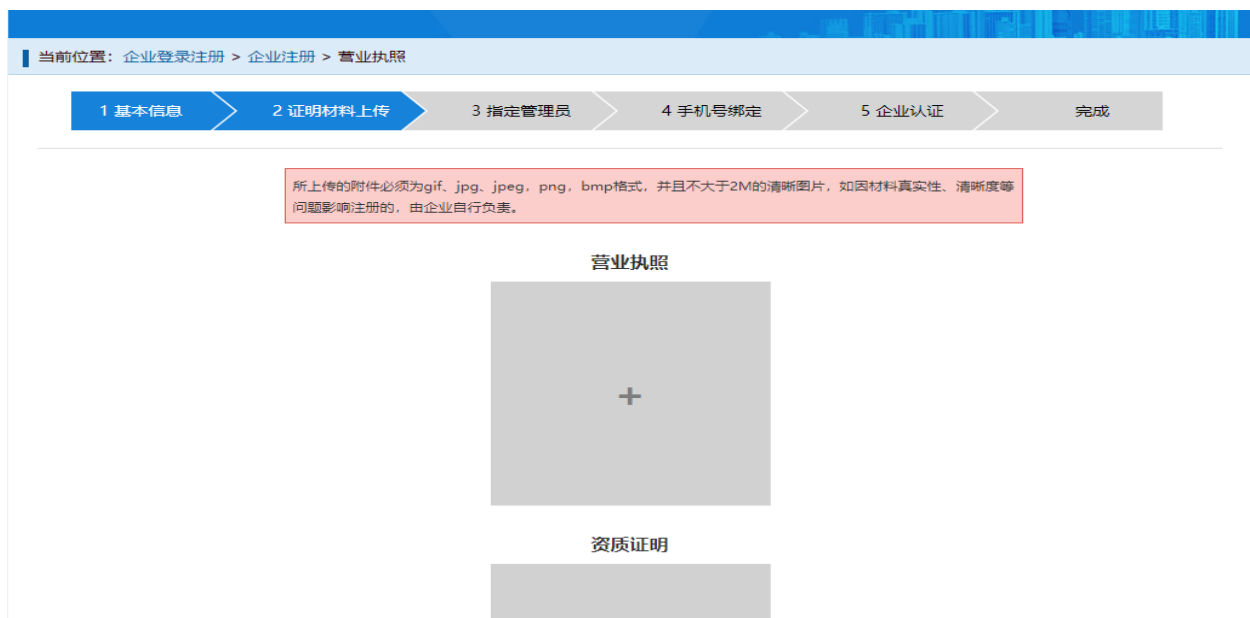 当前位置：企业登录注册 > 企业注册 > 营业执照
1 基本信息
2 证明材料上传
3 指定管理员
4 手机号绑定
5 企业认证
完成
所上传的附件必须为gif、jpg、jpeg，png，bmp格式，并且不大于2M的清晰图片，如因材料真实性、清晰度等
问题影响注册的，由企业自行负责。
营业执照
+
资质证明